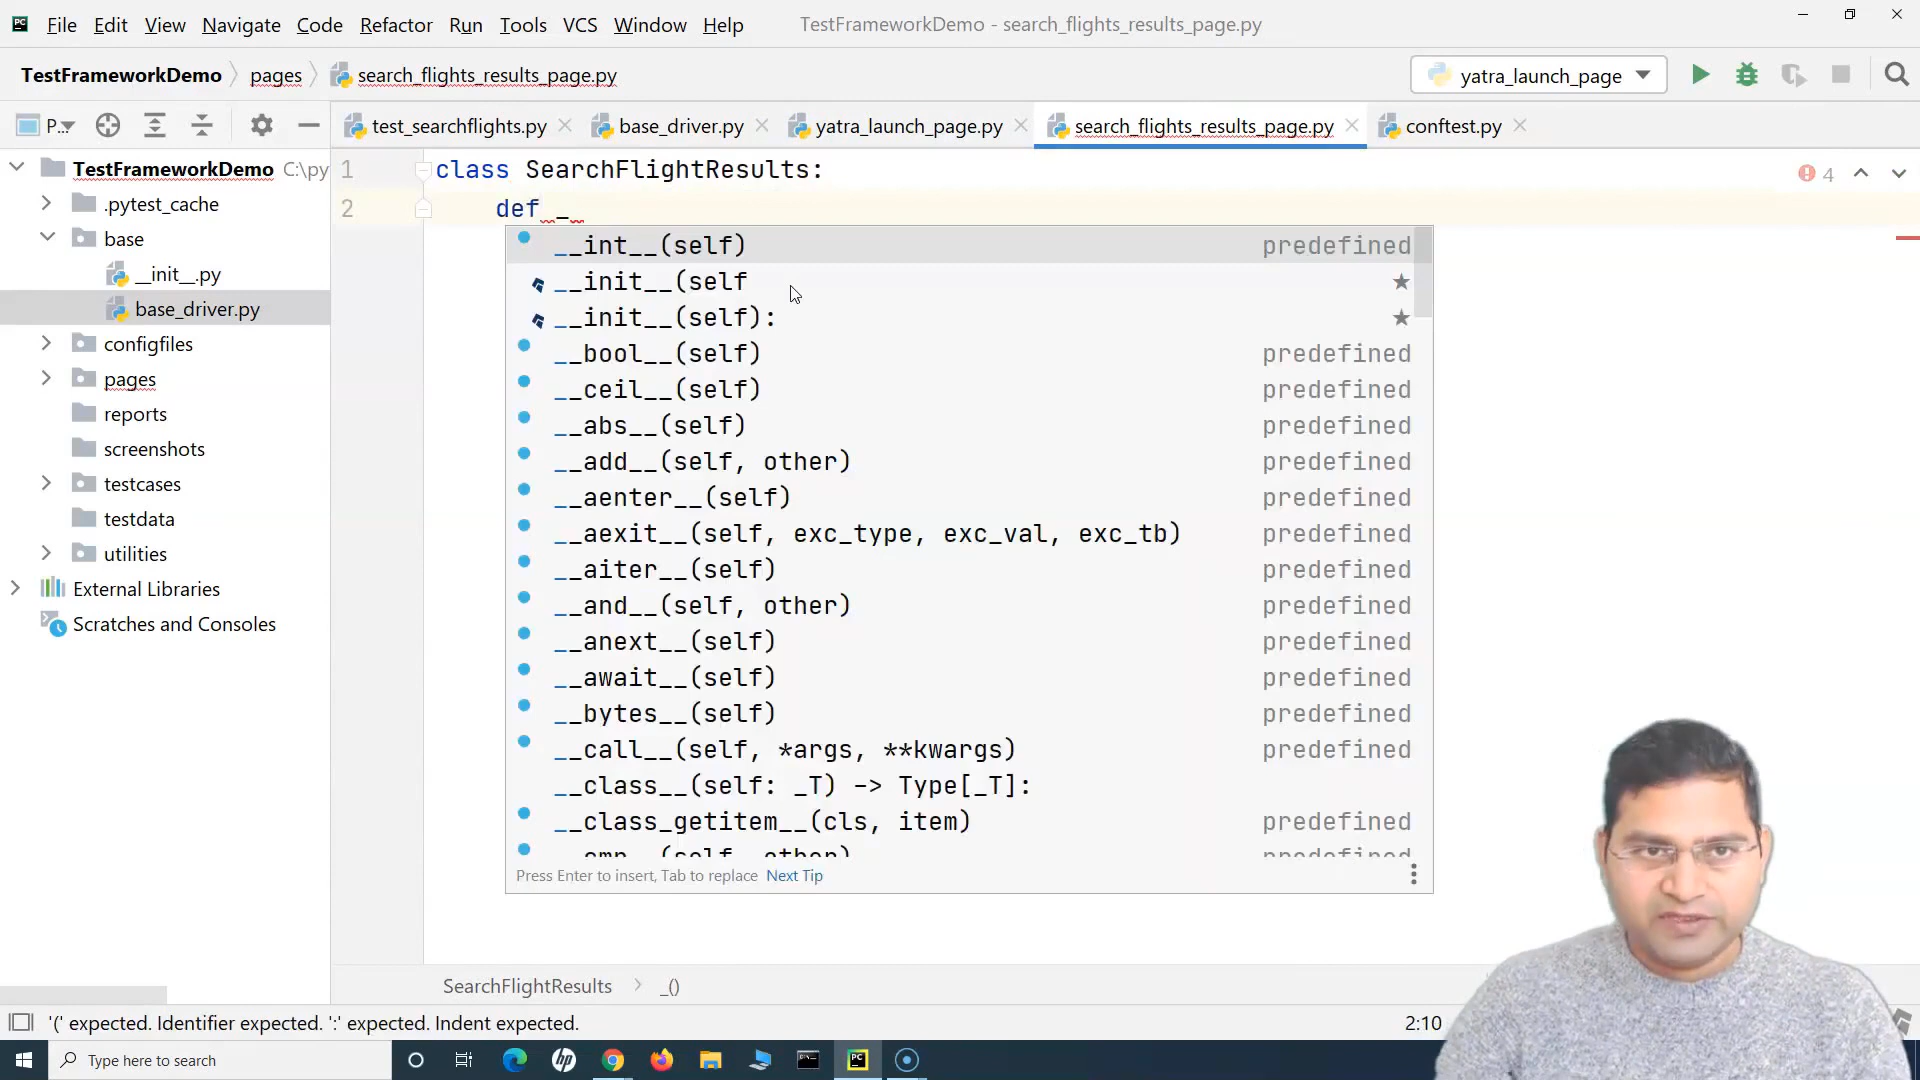 File Edit View Navigate Code Refactor Run Tools VCS Window Help TestFrameworkDemo - search_flights_results_page.py
TestFrameworkDemo pages search_flights_results_page.py yatra_launch_page
P... test_searchflights.py base_driver.py yatra_launch_page.py search_flights_results_page.py conftest.py
TestFrameworkDemo C:\py
.pytest_cache
base
__init__.py
base_driver.py
configfiles
pages
reports
screenshots
testcases
testdata
utilities
External Libraries
Scratches and Consoles
1 class SearchFlightResults:
2 def _
4
__int__(self) predefined
__init__(self
__init__(self):
__bool__(self) predefined
__ceil__(self) predefined
__abs__(self) predefined
__add__(self, other) predefined
__aenter__(self) predefined
__aexit__(self, exc_type, exc_val, exc_tb) predefined
__aiter__(self) predefined
__and__(self, other) predefined
__anext__(self) predefined
__await__(self) predefined
__bytes__(self) predefined
__call__(self, *args, **kwargs) predefined
__class__(self: _T) -> Type[_T]:
__class_getitem__(cls, item) predefined
__cmp__(self, other) predefined
Press Enter to insert, Tab to replace Next Tip
SearchFlightResults _()
'(' expected. Identifier expected. ':' expected. Indent expected. 2:10
Type here to search